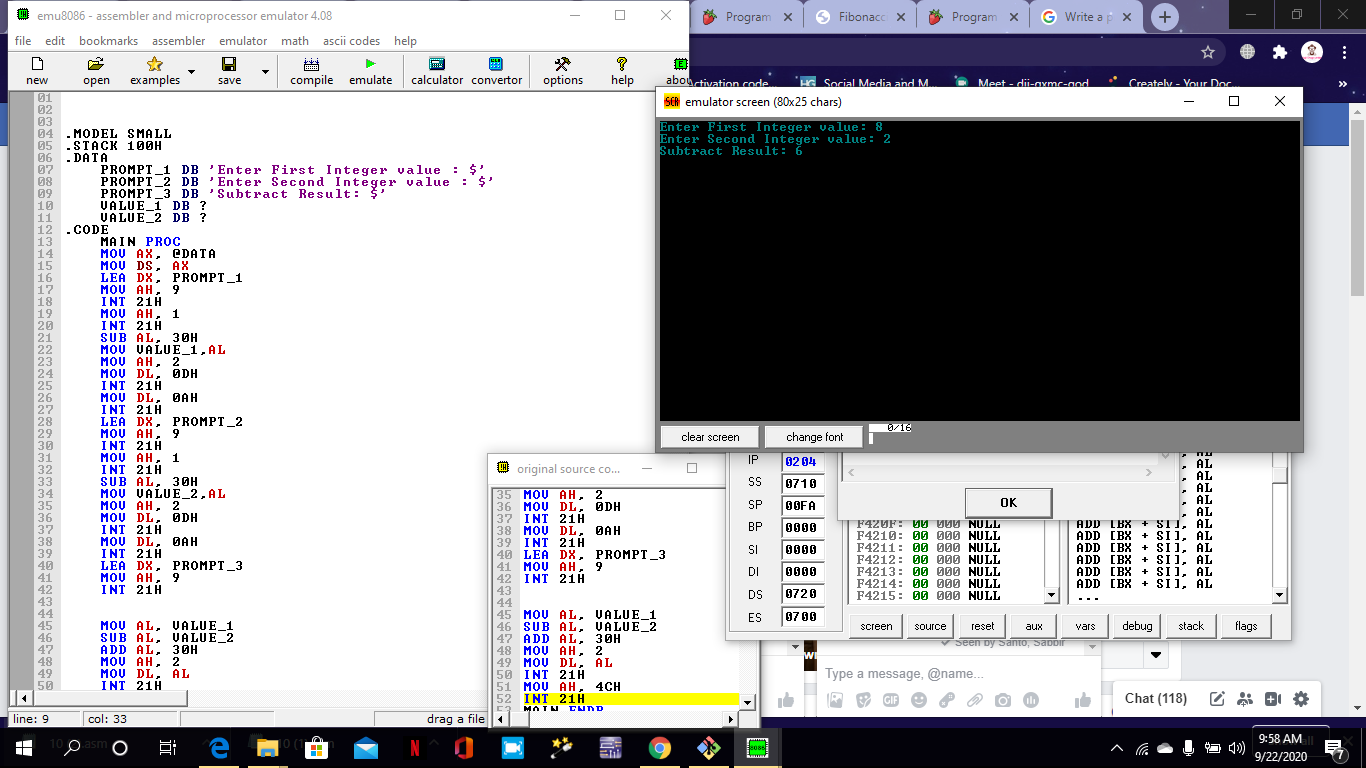 emu8086 - assembler and microprocessor emulator 4.08
file edit bookmarks assembler emulator math ascii codes help
new open examples save compile emulate calculator convertor options help abou
01
02
03
04 .MODEL SMALL
05 .STACK 100H
06 .DATA
07 PROMPT_1 DB 'Enter First Integer value : $'
08 PROMPT_2 DB 'Enter Second Integer value : $'
09 PROMPT_3 DB 'Subtract Result: $'
10 VALUE_1 DB ?
11 VALUE_2 DB ?
12 .CODE
13 MAIN PROC
14 MOV AX, @DATA
15 MOV DS, AX
16 LEA DX, PROMPT_1
17 MOV AH, 9
18 INT 21H
19 MOV AH, 1
20 INT 21H
21 SUB AL, 30H
22 MOV VALUE_1,AL
23 MOV AH, 2
24 MOV DL, 0DH
25 INT 21H
26 MOV DL, 0AH
27 INT 21H
28 LEA DX, PROMPT_2
29 MOV AH, 9
30 INT 21H
31 MOV AH, 1
32 INT 21H
33 SUB AL, 30H
34 MOV VALUE_2,AL
35 MOV AH, 2
36 MOV DL, 0DH
37 INT 21H
38 MOV DL, 0AH
39 INT 21H
40 LEA DX, PROMPT_3
41 MOV AH, 9
42 INT 21H
43
44
45 MOV AL, VALUE_1
46 SUB AL, VALUE_2
47 ADD AL, 30H
48 MOV AH, 2
49 MOV DL, AL
50 INT 21H
line: 9 col: 33 drag a file
Program Fibonacc Program Write a p
Activation code... Social Media and M... Meet - dii-qxmc-god Creately - Your Doc...
emulator screen (80x25 chars)
Enter First Integer value: 8
Enter Second Integer value: 2
Subtract Result: 6
clear screen change font 0/16
original source co...
35 MOV AH, 2
36 MOV DL, 0DH
37 INT 21H
38 MOV DL, 0AH
39 INT 21H
40 LEA DX, PROMPT_3
41 MOV AH, 9
42 INT 21H
43
44
45 MOV AL, VALUE_1
46 SUB AL, VALUE_2
47 ADD AL, 30H
48 MOV AH, 2
49 MOV DL, AL
50 INT 21H
51 MOV AH, 4CH
52 INT 21H
IP 0204
SS 0710
SP 00FA
BP 0000
SI 0000
DI 0000
DS 0720
ES 0700
OK
F420F: 00 000 NULL
F4210: 00 000 NULL
F4211: 00 000 NULL
F4212: 00 000 NULL
F4213: 00 000 NULL
F4214: 00 000 NULL
F4215: 00 000 NULL
, AL
, AL
, AL
, AL
, AL
, AL
ADD [BX + SI], AL
ADD [BX + SI], AL
ADD [BX + SI], AL
ADD [BX + SI], AL
ADD [BX + SI], AL
ADD [BX + SI], AL
...
screen source reset aux vars debug stack flags
Seen by Santo, Sabbir
Type a message, @name...
Chat (118)
9:58 AM
9/22/2020
7